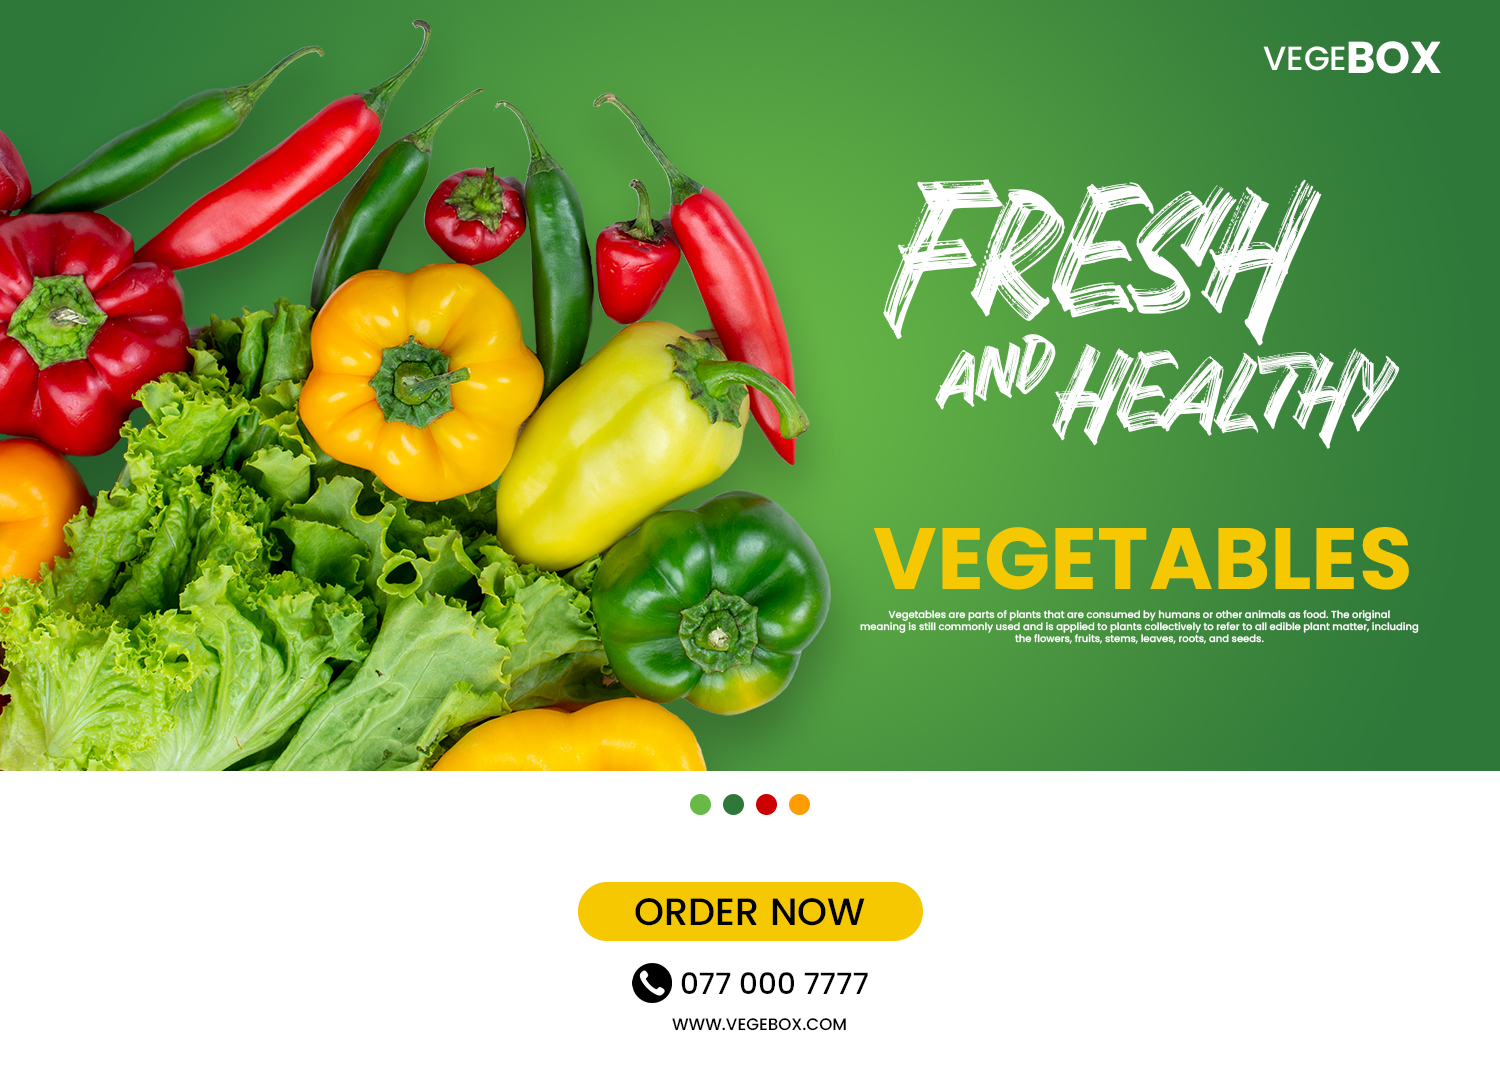 VEGEBOX
FRESH
AND HEALTHY
VEGETABLES
Vegetables are parts of plants that are consumed by humans or other animals as food. The original
meaning is still commonly used and is applied to plants collectively to refer to all edible plant matter, including
the flowers, fruits, stems, leaves, roots, and seeds.
ORDER NOW
077 000 7777
WWW.VEGEBOX.COM